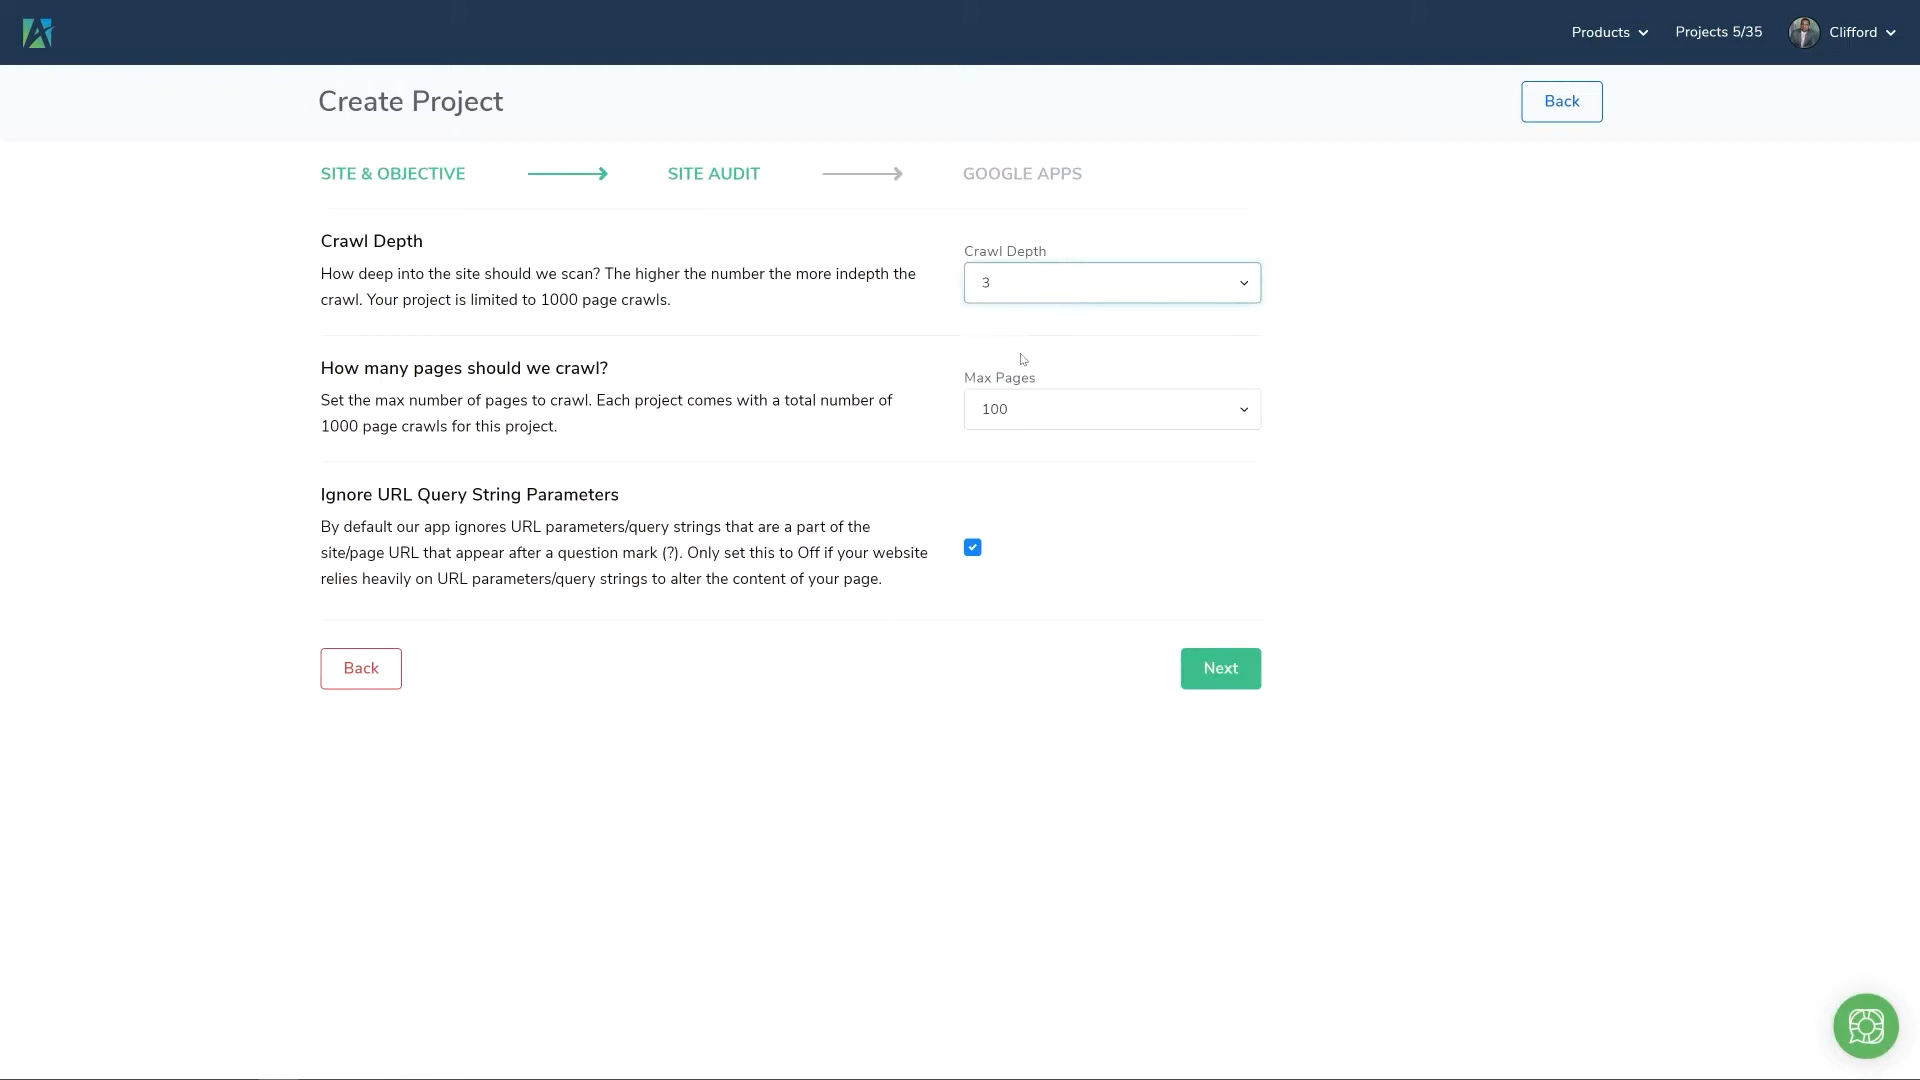 Products
Projects 5/35
Clifford
Create Project
Back
SITE & OBJECTIVE
SITE AUDIT
GOOGLE APPS
Crawl Depth
How deep into the site should we scan? The higher the number the more indepth the
crawl. Your project is limited to 1000 page crawls.
Crawl Depth
3
How many pages should we crawl?
Set the max number of pages to crawl. Each project comes with a total number of
1000 page crawls for this project.
Max Pages
100
Ignore URL Query String Parameters
By default our app ignores URL parameters/query strings that are a part of the
site/page URL that appear after a question mark (?). Only set this to Off if your website
relies heavily on URL parameters/query strings to alter the content of your page.
Back
Next